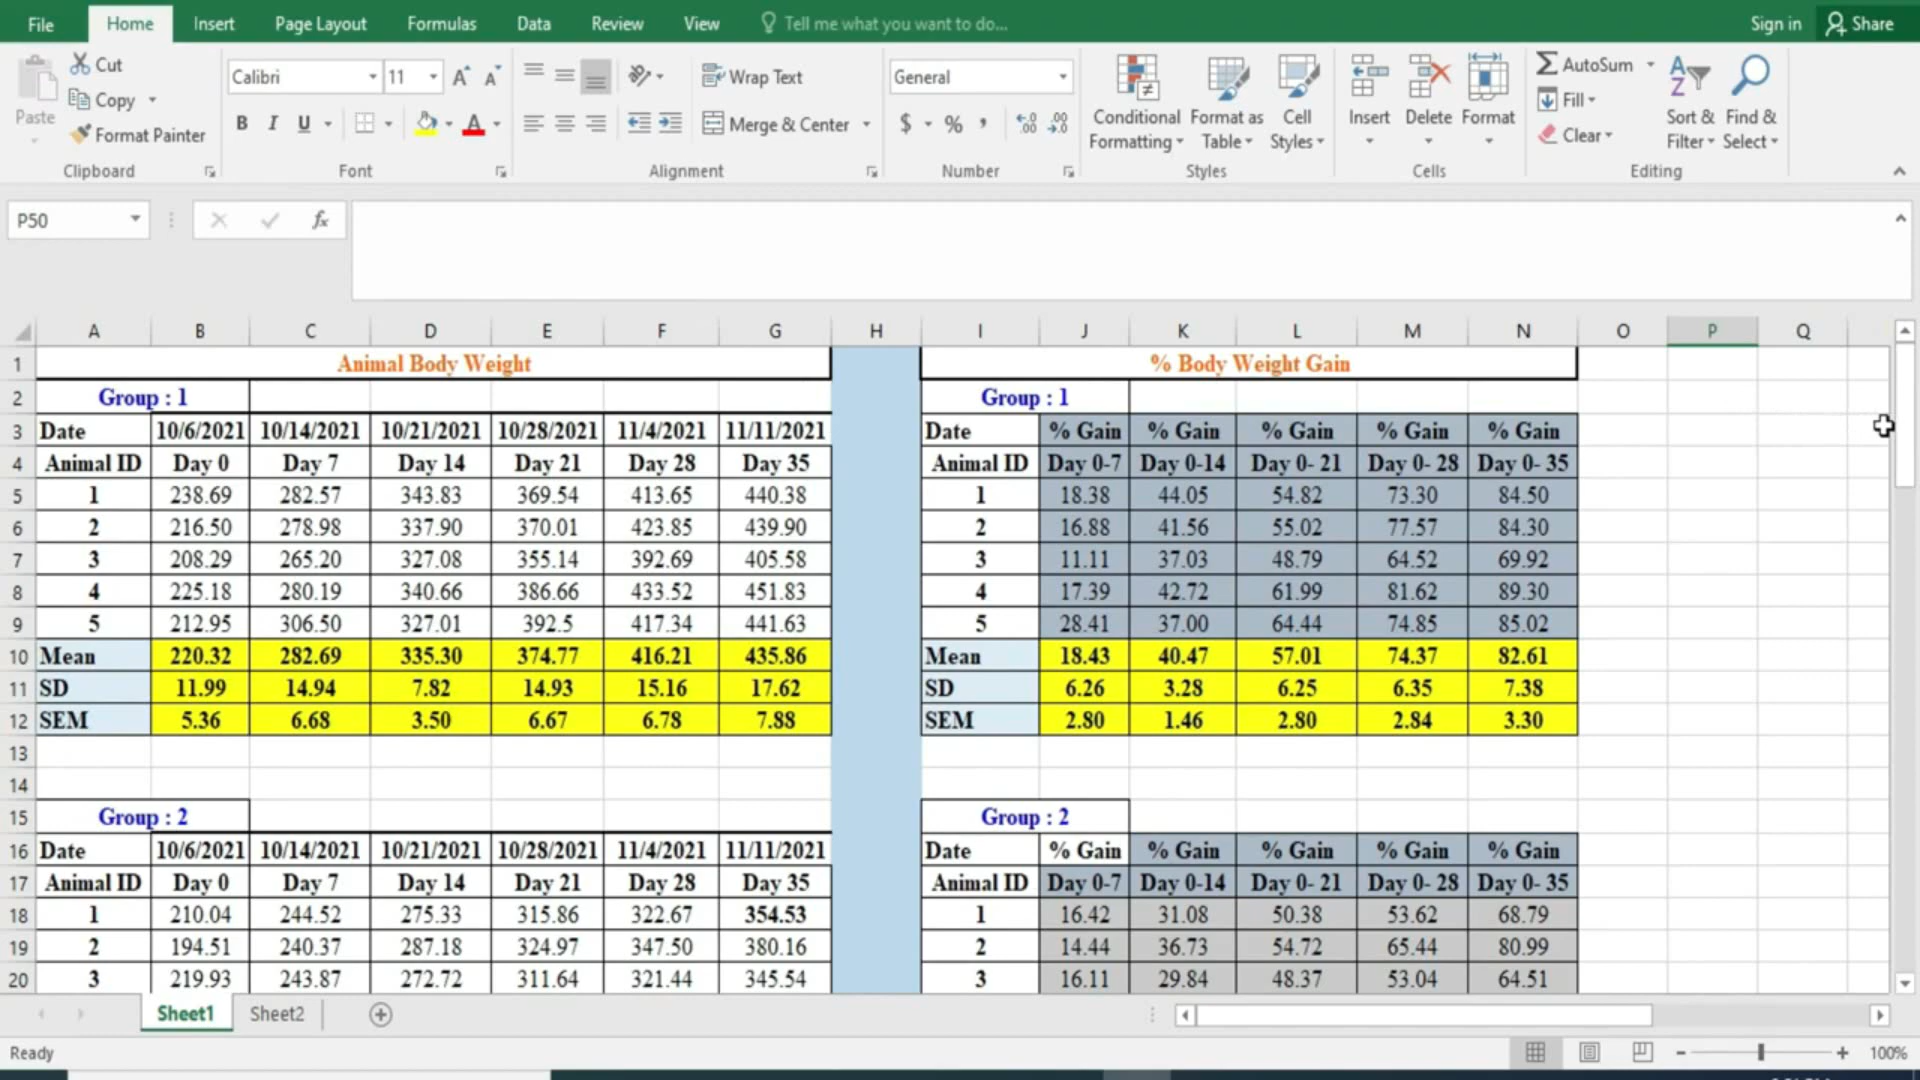 File Home Insert Page Layout Formulas Data Review View Tell me what you want to do... Sign in Share
Paste Cut Copy Format Painter Clipboard
Calibri 11 A A B I U A Font
Wrap Text Merge & Center Alignment
General $ % , .00 .0 Number
Conditional Formatting Format as Table Cell Styles Styles
Insert Delete Format Cells
AutoSum Fill Clear Sort & Filter Find & Select Editing
P50 fx
A B C D E F G H I J K L M N O P Q
1 Animal Body Weight % Body Weight Gain
2 Group : 1 Group : 1
3 Date 10/6/2021 10/14/2021 10/21/2021 10/28/2021 11/4/2021 11/11/2021 Date % Gain % Gain % Gain % Gain % Gain
4 Animal ID Day 0 Day 7 Day 14 Day 21 Day 28 Day 35 Animal ID Day 0-7 Day 0-14 Day 0- 21 Day 0- 28 Day 0- 35
5 1 238.69 282.57 343.83 369.54 413.65 440.38 1 18.38 44.05 54.82 73.30 84.50
6 2 216.50 278.98 337.90 370.01 423.85 439.90 2 16.88 41.56 55.02 77.57 84.30
7 3 208.29 265.20 327.08 355.14 392.69 405.58 3 11.11 37.03 48.79 64.52 69.92
8 4 225.18 280.19 340.66 386.66 433.52 451.83 4 17.39 42.72 61.99 81.62 89.30
9 5 212.95 306.50 327.01 392.5 417.34 441.63 5 28.41 37.00 64.44 74.85 85.02
10 Mean 220.32 282.69 335.30 374.77 416.21 435.86 Mean 18.43 40.47 57.01 74.37 82.61
11 SD 11.99 14.94 7.82 14.93 15.16 17.62 SD 6.26 3.28 6.25 6.35 7.38
12 SEM 5.36 6.68 3.50 6.67 6.78 7.88 SEM 2.80 1.46 2.80 2.84 3.30
13
14
15 Group : 2 Group : 2
16 Date 10/6/2021 10/14/2021 10/21/2021 10/28/2021 11/4/2021 11/11/2021 Date % Gain % Gain % Gain % Gain % Gain
17 Animal ID Day 0 Day 7 Day 14 Day 21 Day 28 Day 35 Animal ID Day 0-7 Day 0-14 Day 0- 21 Day 0- 28 Day 0- 35
18 1 210.04 244.52 275.33 315.86 322.67 354.53 1 16.42 31.08 50.38 53.62 68.79
19 2 194.51 240.37 287.18 324.97 347.50 380.16 2 14.44 36.73 54.72 65.44 80.99
20 3 219.93 243.87 272.72 311.64 321.44 345.54 3 16.11 29.84 48.37 53.04 64.51
Sheet1 Sheet2
Ready 100%